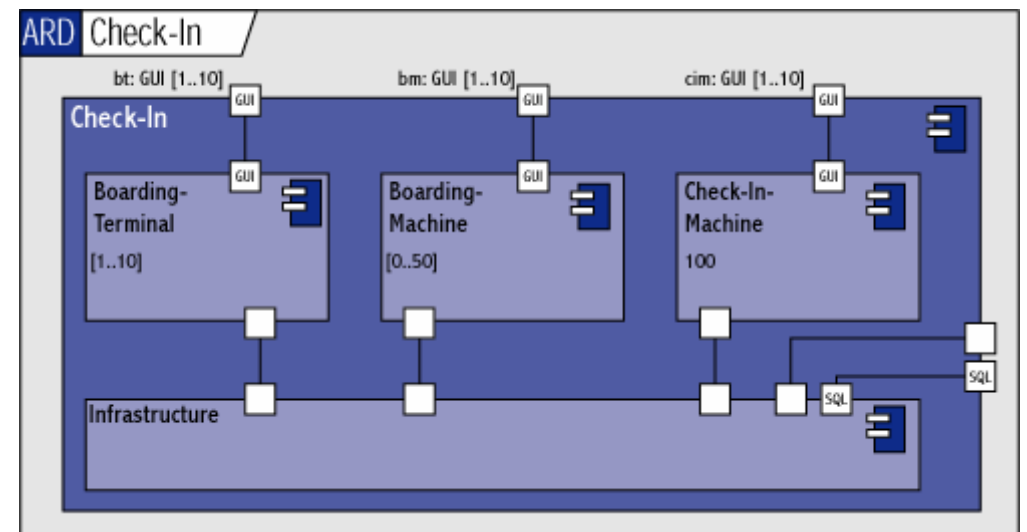 ARD Check-In
bt: GUI [1..10] bm: GUI [1..10] cim: GUI [1..10]
GUI GUI GUI
Check-In
GUI GUI GUI
Boarding- Boarding- Check-In-
Terminal Machine Machine
[1..10] [0..50] 100
SQL
SQL
Infrastructure